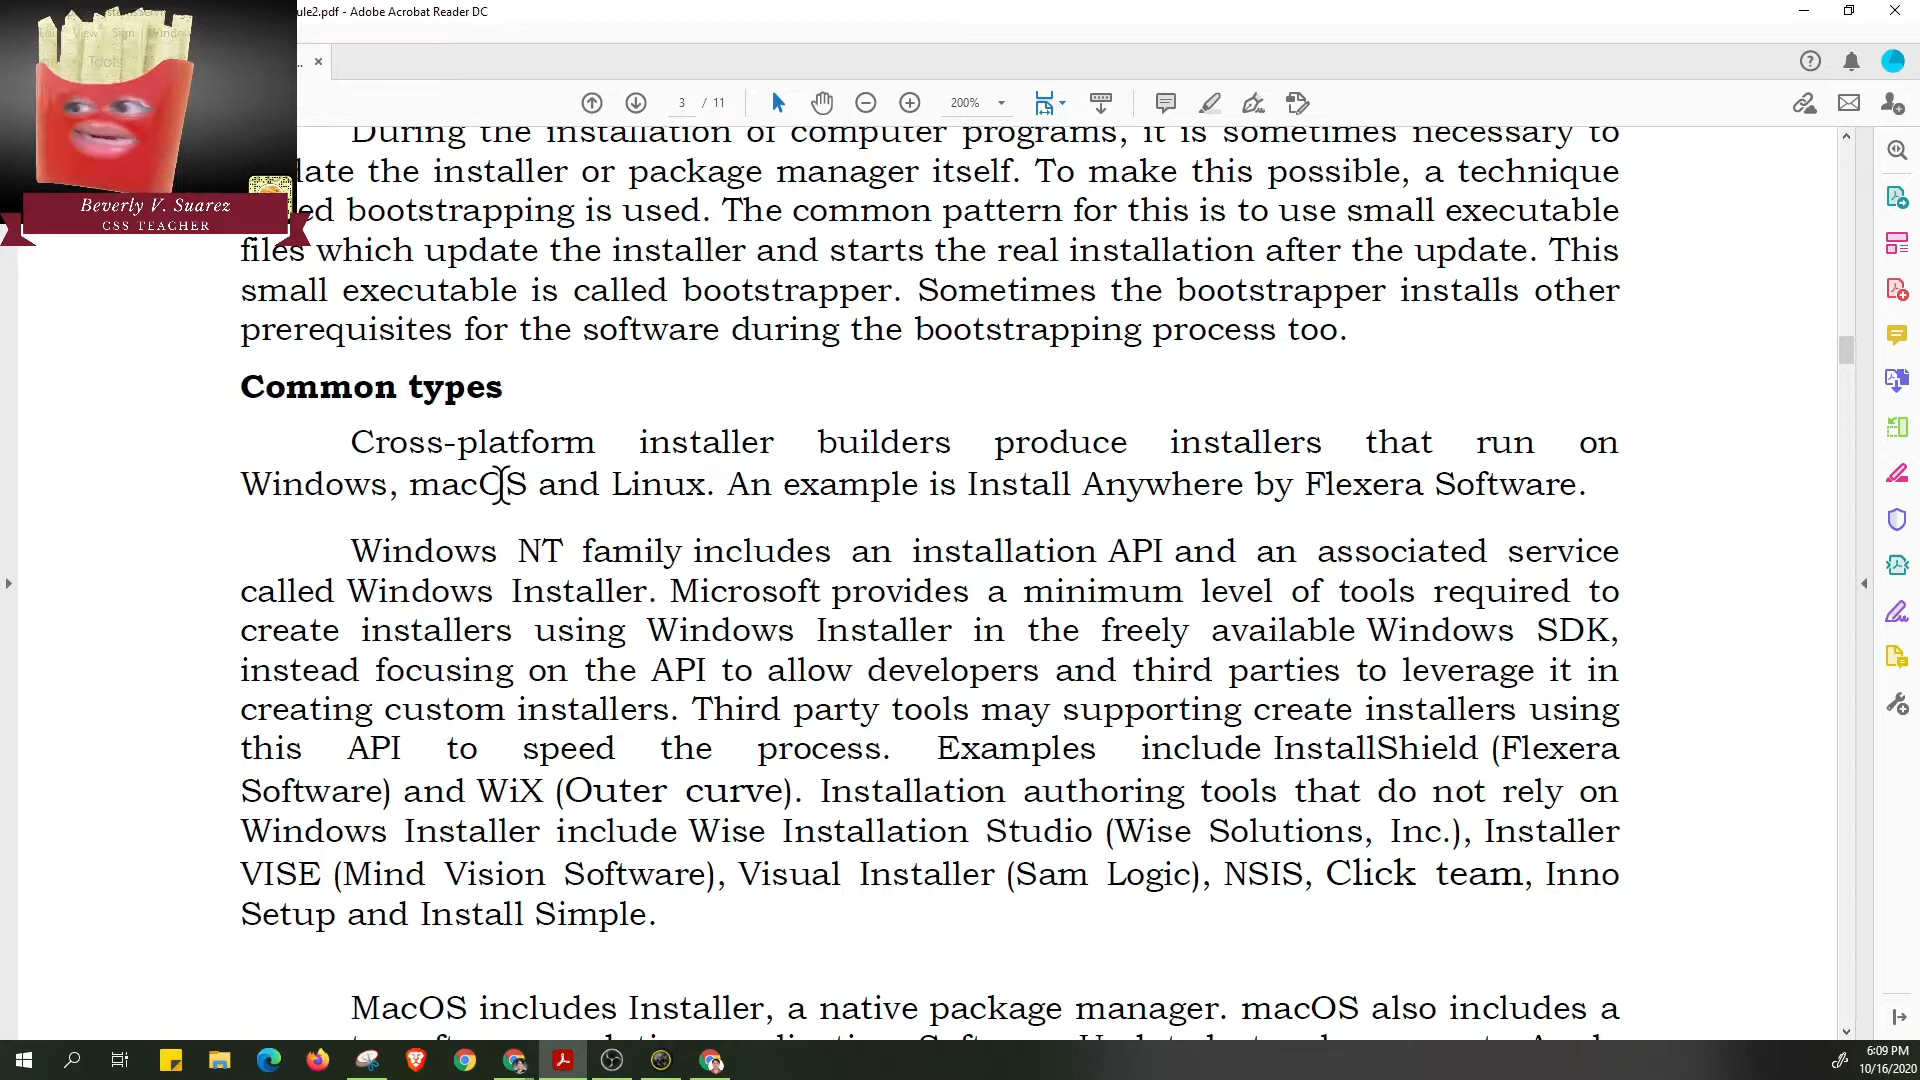 ule2.pdf - Adobe Acrobat Reader DC
View Sign Windo
Tools
..
3 / 11
200%
Beverly V. Suarez
CSS TEACHER
During the installation of computer programs, it is sometimes necessary to
date the installer or package manager itself. To make this possible, a technique
ed bootstrapping is used. The common pattern for this is to use small executable
files which update the installer and starts the real installation after the update. This
small executable is called bootstrapper. Sometimes the bootstrapper installs other
prerequisites for the software during the bootstrapping process too.
Common types
Cross-platform installer builders produce installers that run on
Windows, macOS and Linux. An example is Install Anywhere by Flexera Software.
Windows NT family includes an installation API and an associated service
called Windows Installer. Microsoft provides a minimum level of tools required to
create installers using Windows Installer in the freely available Windows SDK,
instead focusing on the API to allow developers and third parties to leverage it in
creating custom installers. Third party tools may supporting create installers using
this API to speed the process. Examples include InstallShield (Flexera
Software) and WiX (Outer curve). Installation authoring tools that do not rely on
Windows Installer include Wise Installation Studio (Wise Solutions, Inc.), Installer
VISE (Mind Vision Software), Visual Installer (Sam Logic), NSIS, Click team, Inno
Setup and Install Simple.
MacOS includes Installer, a native package manager. macOS also includes a
6:09 PM
10/16/2020